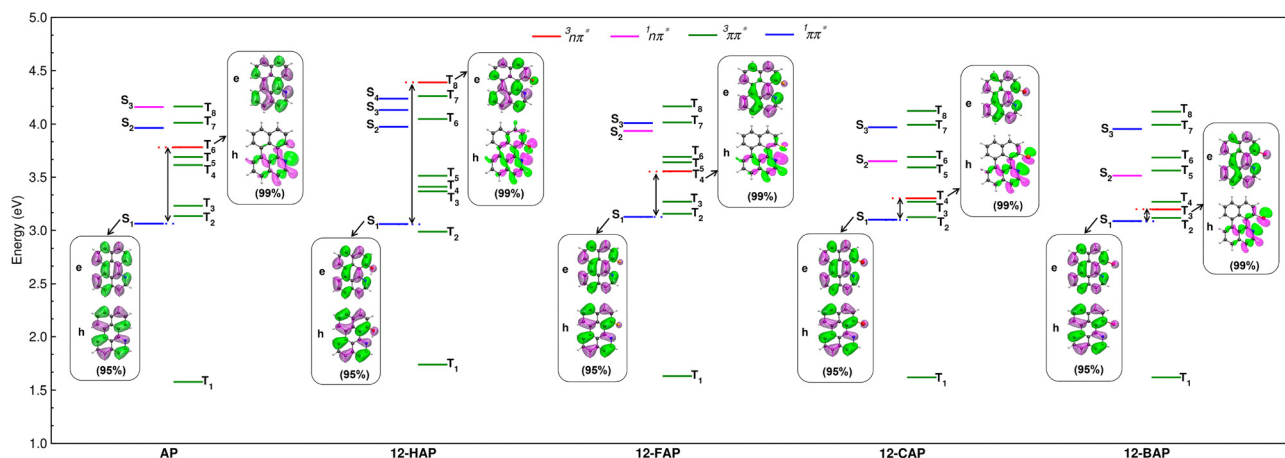 5.0
4.5
4.0
3.5
3.0
2.5
2.0
1.5
1.0
Energy (eV)
³nπ* ¹nπ* ³ππ* ¹ππ*
S₃
S₂
S₁
T₈
T₇
T₆
T₅
T₄
T₃
T₂
T₁
e
h
(99%)
e
h
(95%)
AP
S₄
S₃
S₂
S₁
T₈
T₇
T₆
T₅
T₄
T₃
T₂
T₁
e
h
(99%)
e
h
(95%)
12-HAP
S₃
S₂
S₁
T₈
T₇
T₆
T₅
T₄
T₃
T₂
T₁
e
h
(99%)
e
h
(95%)
12-FAP
S₃
S₂
S₁
T₈
T₇
T₆
T₅
T₄
T₃
T₂
T₁
e
h
(99%)
e
h
(95%)
12-CAP
S₃
S₂
S₁
T₈
T₇
T₆
T₅
T₄
T₃
T₂
T₁
e
h
(99%)
e
h
(95%)
12-BAP